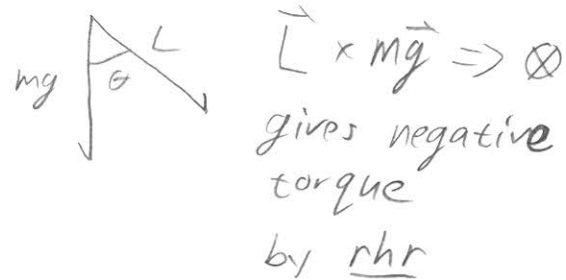 mg
L
θ
L⃗ × mg⃗ ⇒ ⊗
gives negative
torque
by rhr